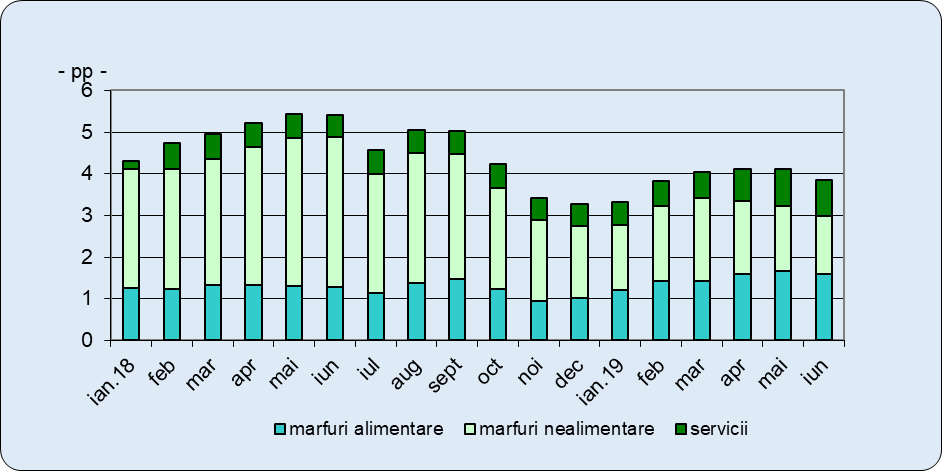 - pp -
6
5
4
3
2
1
0
ian.18 feb mar apr mai iun iul aug sept oct noi dec ian.19 feb mar apr mai iun
marfuri alimentare marfuri nealimentare servicii